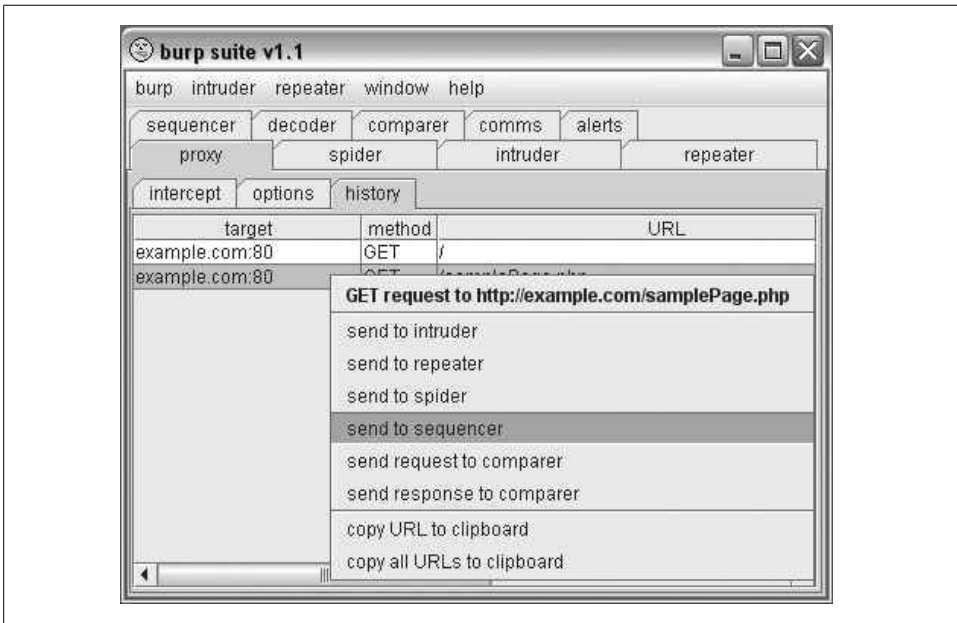 burp suite v1.1
burp intruder repeater window help
sequencer decoder comparer comms alerts
proxy spider intruder repeater
intercept options history
target method URL
example.com:80 GET /
example.com:80 GET /samplePage.php
GET request to http://example.com/samplePage.php
send to intruder
send to repeater
send to spider
send to sequencer
send request to comparer
send response to comparer
copy URL to clipboard
copy all URLs to clipboard